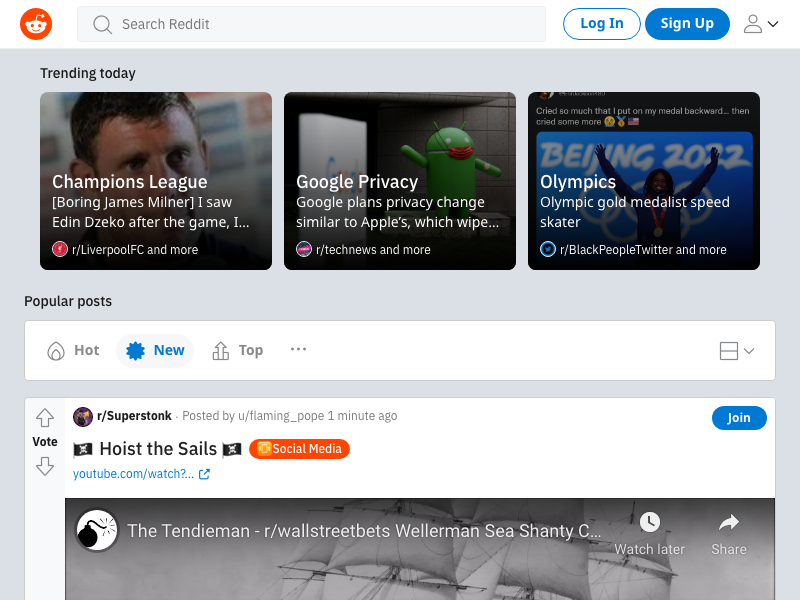 Search Reddit
Log In
Sign Up
Trending today
Champions League
[Boring James Milner] I saw
Edin Dzeko after the game, I...
r/LiverpoolFC and more
Google Privacy
Google plans privacy change
similar to Apple's, which wipe...
r/technews and more
Cried so much that I put on my medal backward... then
cried some more
BEIJING 2022
Olympics
Olympic gold medalist speed
skater
r/BlackPeopleTwitter and more
Popular posts
Hot
New
Top
r/Superstonk · Posted by u/flaming_pope 1 minute ago
Join
Vote
Hoist the Sails
Social Media
youtube.com/watch?...
The Tendieman - r/wallstreetbets Wellerman Sea Shanty C...
Watch later
Share